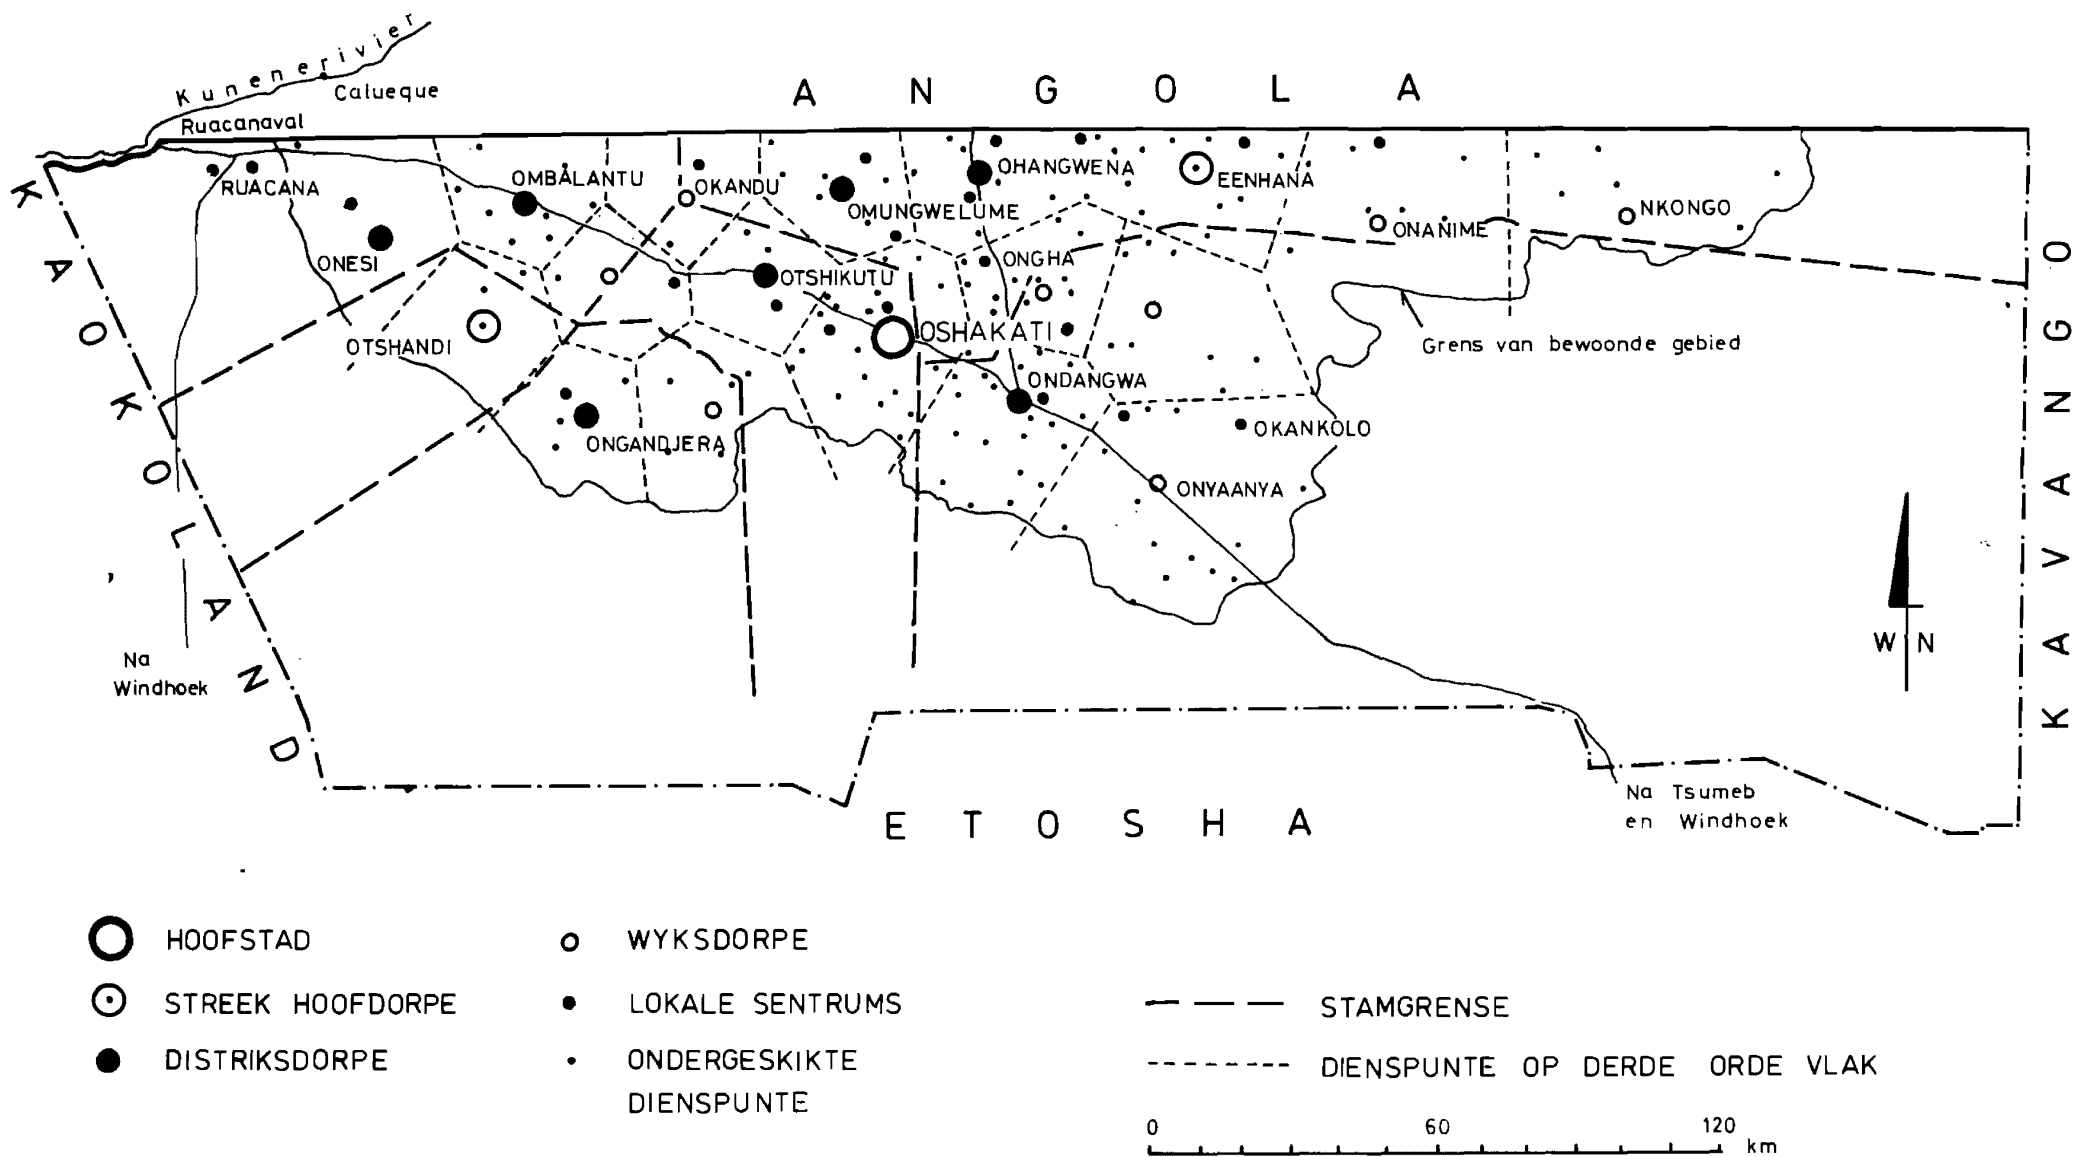 Kunenerivier
Calueque
Ruacanaval
ANGOLA
KAOKOLAND
KAVANGO
ETOSHA
RUACANA
ONESI
OMBALANTU
OKANDU
OMUNGWELUME
OHANGWENA
EENHANA
ONANIME
NKONGO
OTSHIKUTU
ONGHA
OTSHANDI
OSHAKATI
Grens van bewoonde gebied
ONDANGWA
ONGANDJERA
OKANKOLO
ONYAANYA
Na
Windhoek
W N
Na Tsumeb
en Windhoek
HOOFSTAD
STREEK HOOFDORPE
DISTRIKSDORPE
WYKSDORPE
LOKALE SENTRUMS
ONDERGESKIKTE
DIENSPUNTE
STAMGRENSE
DIENSPUNTE OP DERDE ORDE VLAK
0 60 120
km